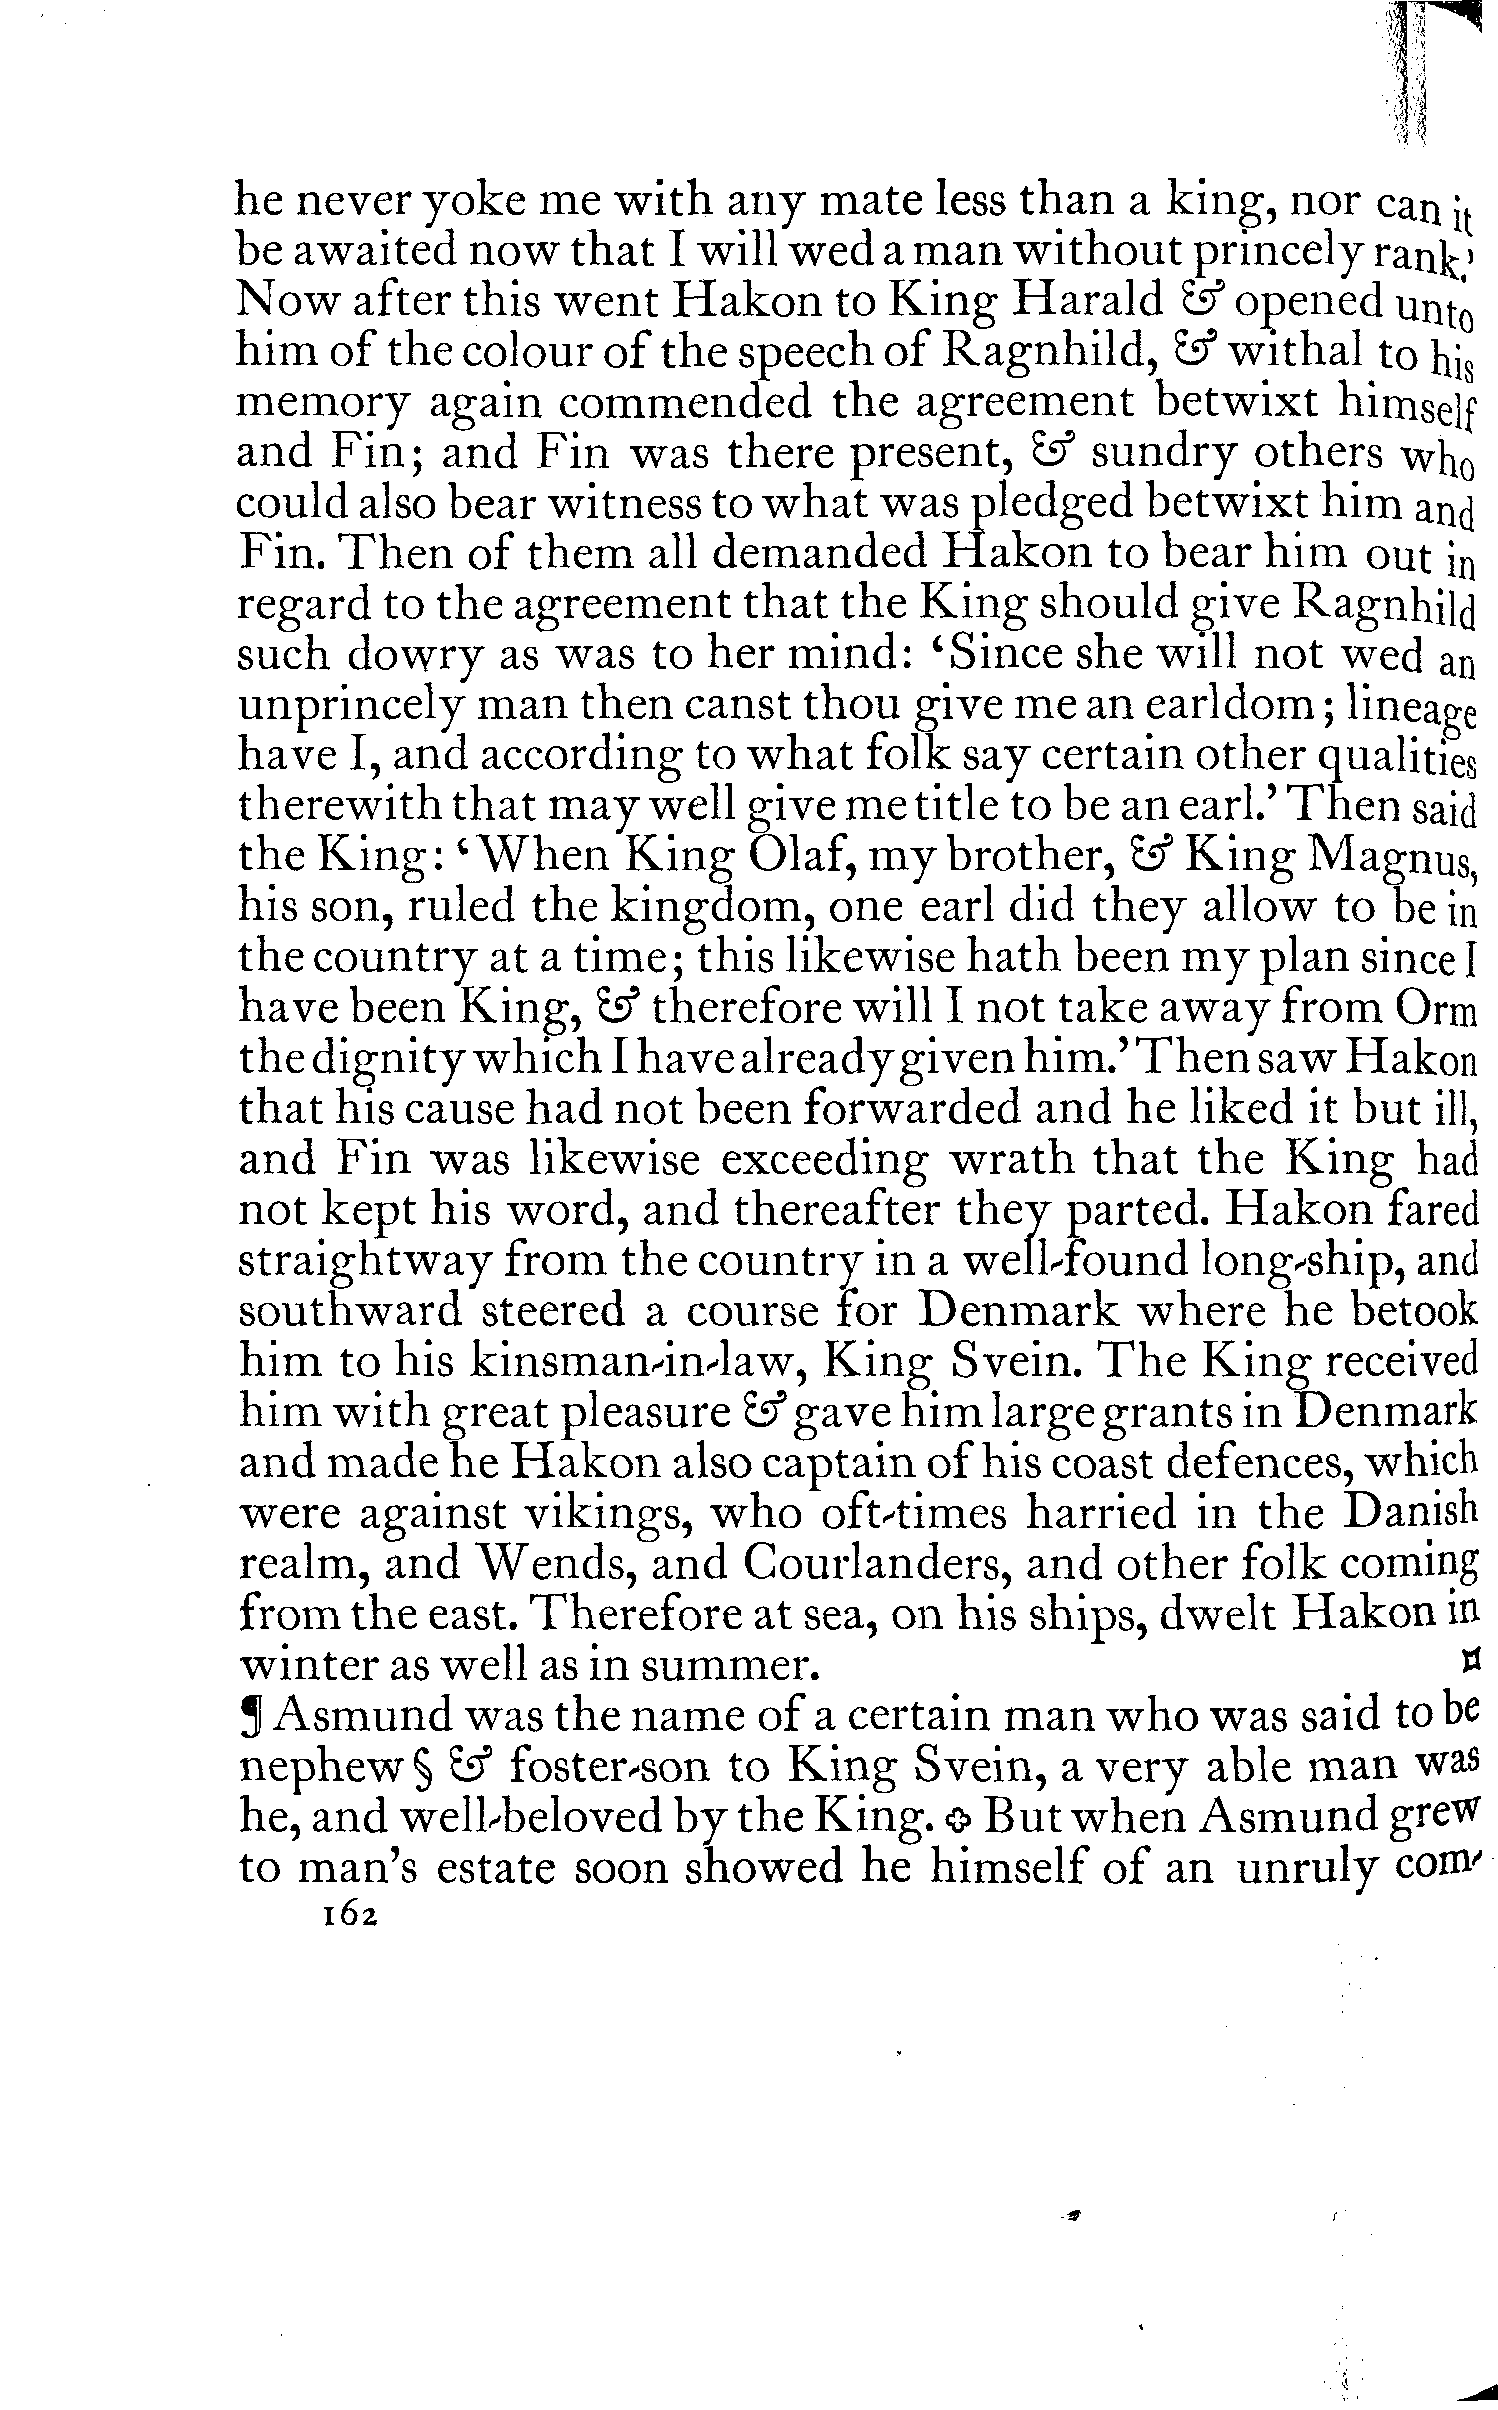 he never yoke me with any mate less than a king, nor can it
be awaited now that I will wed a man without princely rank.'
Now after this went Hakon to King Harald & opened unto
him of the colour of the speech of Ragnhild, & withal to his
memory again commended the agreement betwixt himself
and Fin; and Fin was there present, & sundry others who
could also bear witness to what was pledged betwixt him and
Fin. Then of them all demanded Hakon to bear him out in
regard to the agreement that the King should give Ragnhild
such dowry as was to her mind: ‘Since she will not wed an
unprincely man then canst thou give me an earldom; lineage
have I, and according to what folk say certain other qualities
therewith that may well give me title to be an earl.’ Then said
the King: ‘When King Olaf, my brother, & King Magnus,
his son, ruled the kingdom, one earl did they allow to be in
the country at a time; this likewise hath been my plan since I
have been King, & therefore will I not take away from Orm
the dignity which I have already given him.’ Then saw Hakon
that his cause had not been forwarded and he liked it but ill,
and Fin was likewise exceeding wrath that the King had
not kept his word, and thereafter they parted. Hakon fared
straightway from the country in a well-found long-ship, and
southward steered a course for Denmark where he betook
him to his kinsman-in-law, King Svein. The King received
him with great pleasure & gave him large grants in Denmark
and made he Hakon also captain of his coast defences, which
were against vikings, who oft-times harried in the Danish
realm, and Wends, and Courlanders, and other folk coming
from the east. Therefore at sea, on his ships, dwelt Hakon in
winter as well as in summer. ¤
¶ Asmund was the name of a certain man who was said to be
nephew § & foster-son to King Svein, a very able man was
he, and well-beloved by the King. ✣ But when Asmund grew
to man's estate soon showed he himself of an unruly com-
162